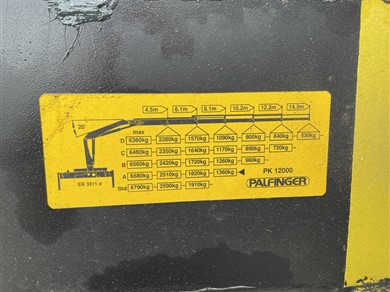 4.5m 6.1m 8.1m 10.2m 12.2m 14.3m
20°
max
D 6360kg 2280kg 1570kg 1090kg 800kg 640kg 530kg
C 6460kg 2350kg 1640kg 1170kg 890kg 720kg
B 6560kg 2420kg 1720kg 1260kg 980kg
A 6680kg 2510kg 1820kg 1360kg PK 12000
Std 6790kg 2590kg 1910kg PALFINGER